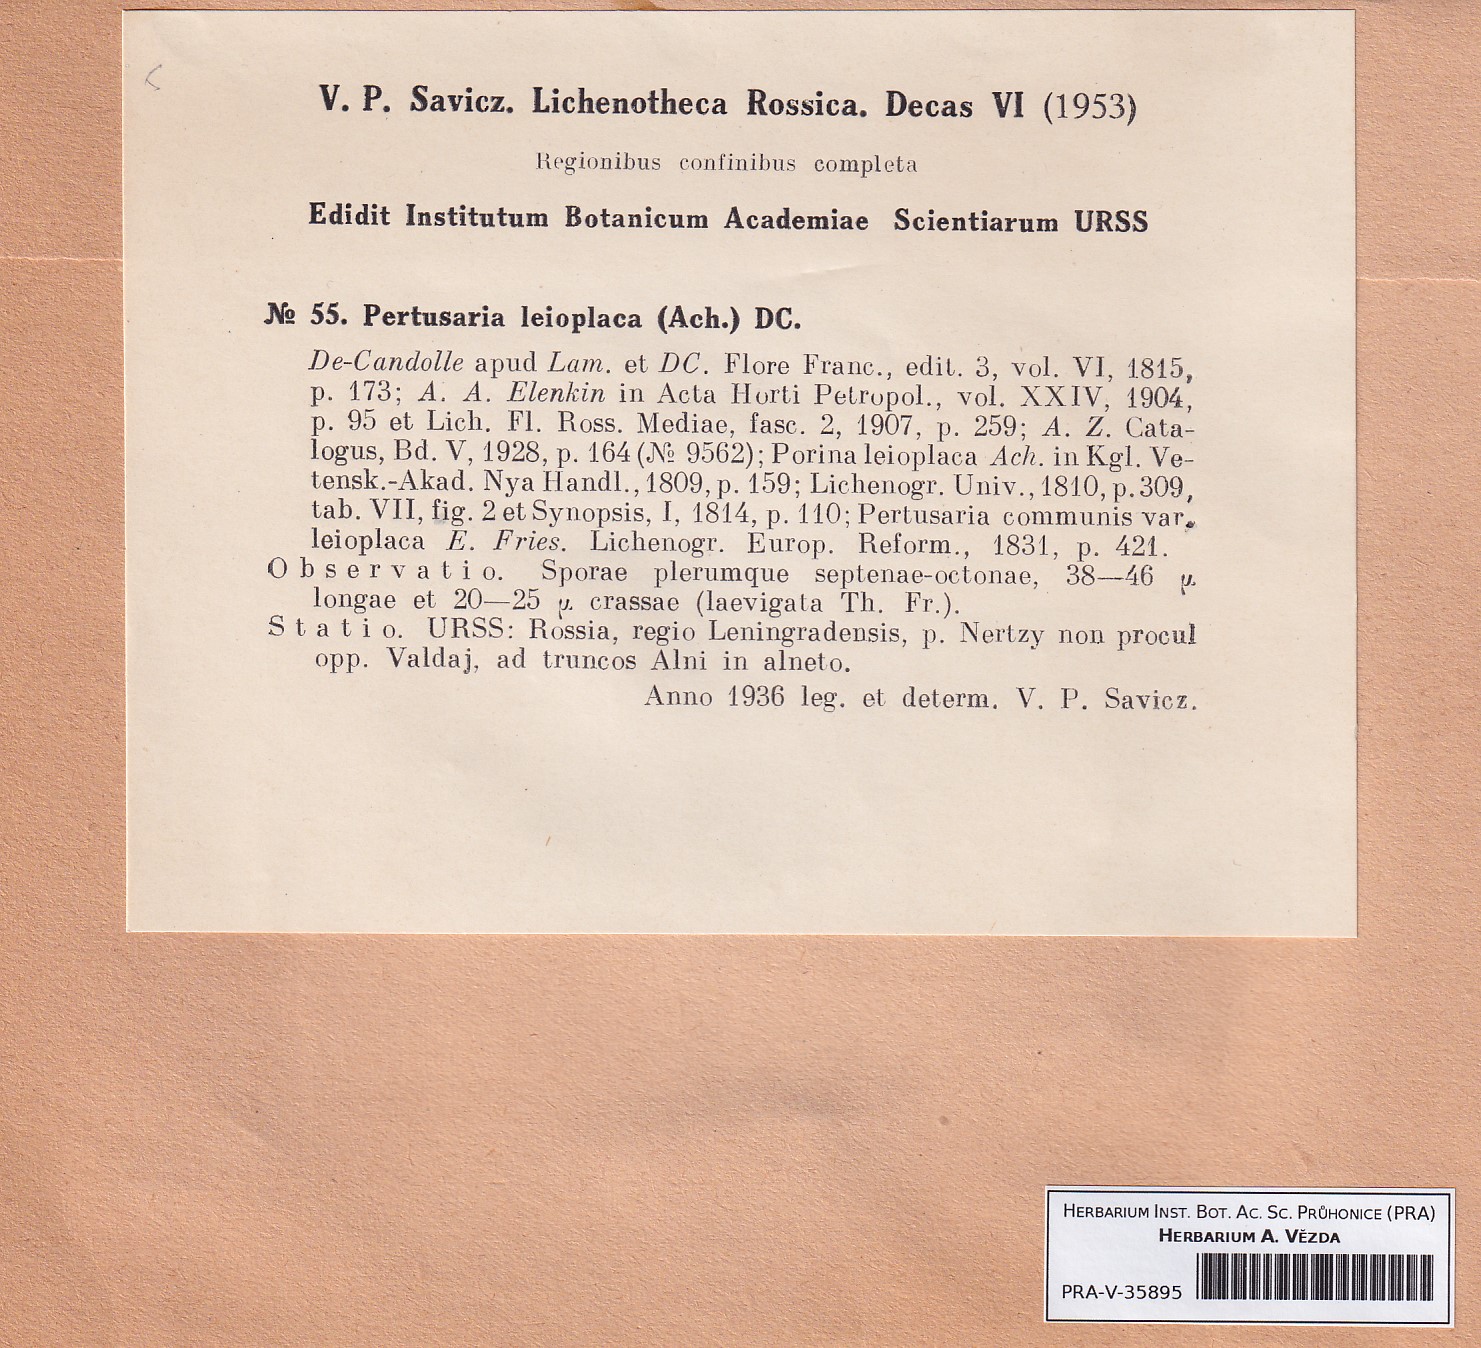 V. P. Savicz. Lichenotheca Rossica. Decas VI (1953)
Regionibus confinibus completa
Edidit Institutum Botanicum Academiae Scientiarum URSS
№ 55. Pertusaria leioplaca (Ach.) DC.
De-Candolle apud Lam. et DC. Flore Franc., edit. 3, vol. VI, 1815,
p. 173; A. A. Elenkin in Acta Horti Petropol., vol. XXIV, 1904,
p. 95 et Lich. Fl. Ross. Mediae, fasc. 2, 1907, p. 259; A. Z. Cata-
logus, Bd. V, 1928, p. 164 (№ 9562); Porina leioplaca Ach. in Kgl. Ve-
tensk.-Akad. Nya Handl., 1809, p. 159; Lichenogr. Univ., 1810, p. 309,
tab. VII, fig. 2 et Synopsis, I, 1814, p. 110; Pertusaria communis var.
leioplaca E. Fries. Lichenogr. Europ. Reform., 1831, p. 421.
Observatio. Sporae plerumque septenae-octonae, 38—46 μ
longae et 20—25 μ crassae (laevigata Th. Fr.).
Statio. URSS: Rossia, regio Leningradensis, p. Nertzy non procul
opp. Valdaj, ad truncos Alni in alneto.
Anno 1936 leg. et determ. V. P. Savicz.
HERBARIUM INST. BOT. AC. SC. PRŮHONICE (PRA)
HERBARIUM A. VĚZDA
PRA-V-35895